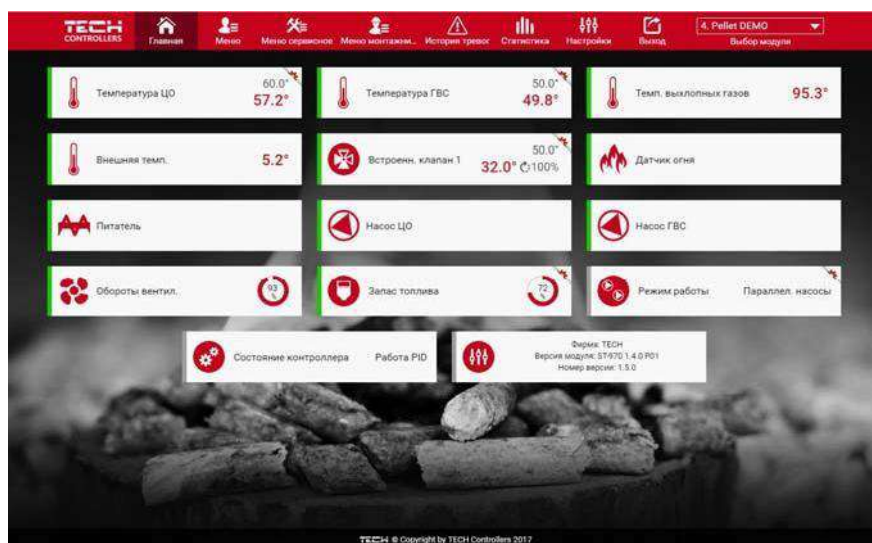 TECH
CONTROLLERS
Главная
Меню
Меню сервисное
Меню монтажни...
История тревог
Статистика
Настройки
Выход
4. Pellet DEMO
Выбор модуля
Температура ЦО
60.0°
57.2°
Температура ГВС
50.0°
49.8°
Темп. выхлопных газов
95.3°
Внешняя темп.
5.2°
Встроенн. клапан 1
50.0°
32.0° 100%
Датчик огня
Питатель
Насос ЦО
Насос ГВС
Обороты вентил.
93
%
Запас топлива
72
%
Режим работы
Параллел. насосы
Состояние контроллера
Работа PID
Фирма: TECH
Версия модуля: ST-970 1.4.0 P01
Номер версии: 1.5.0
TECH © Copyright by TECH Controllers 2017